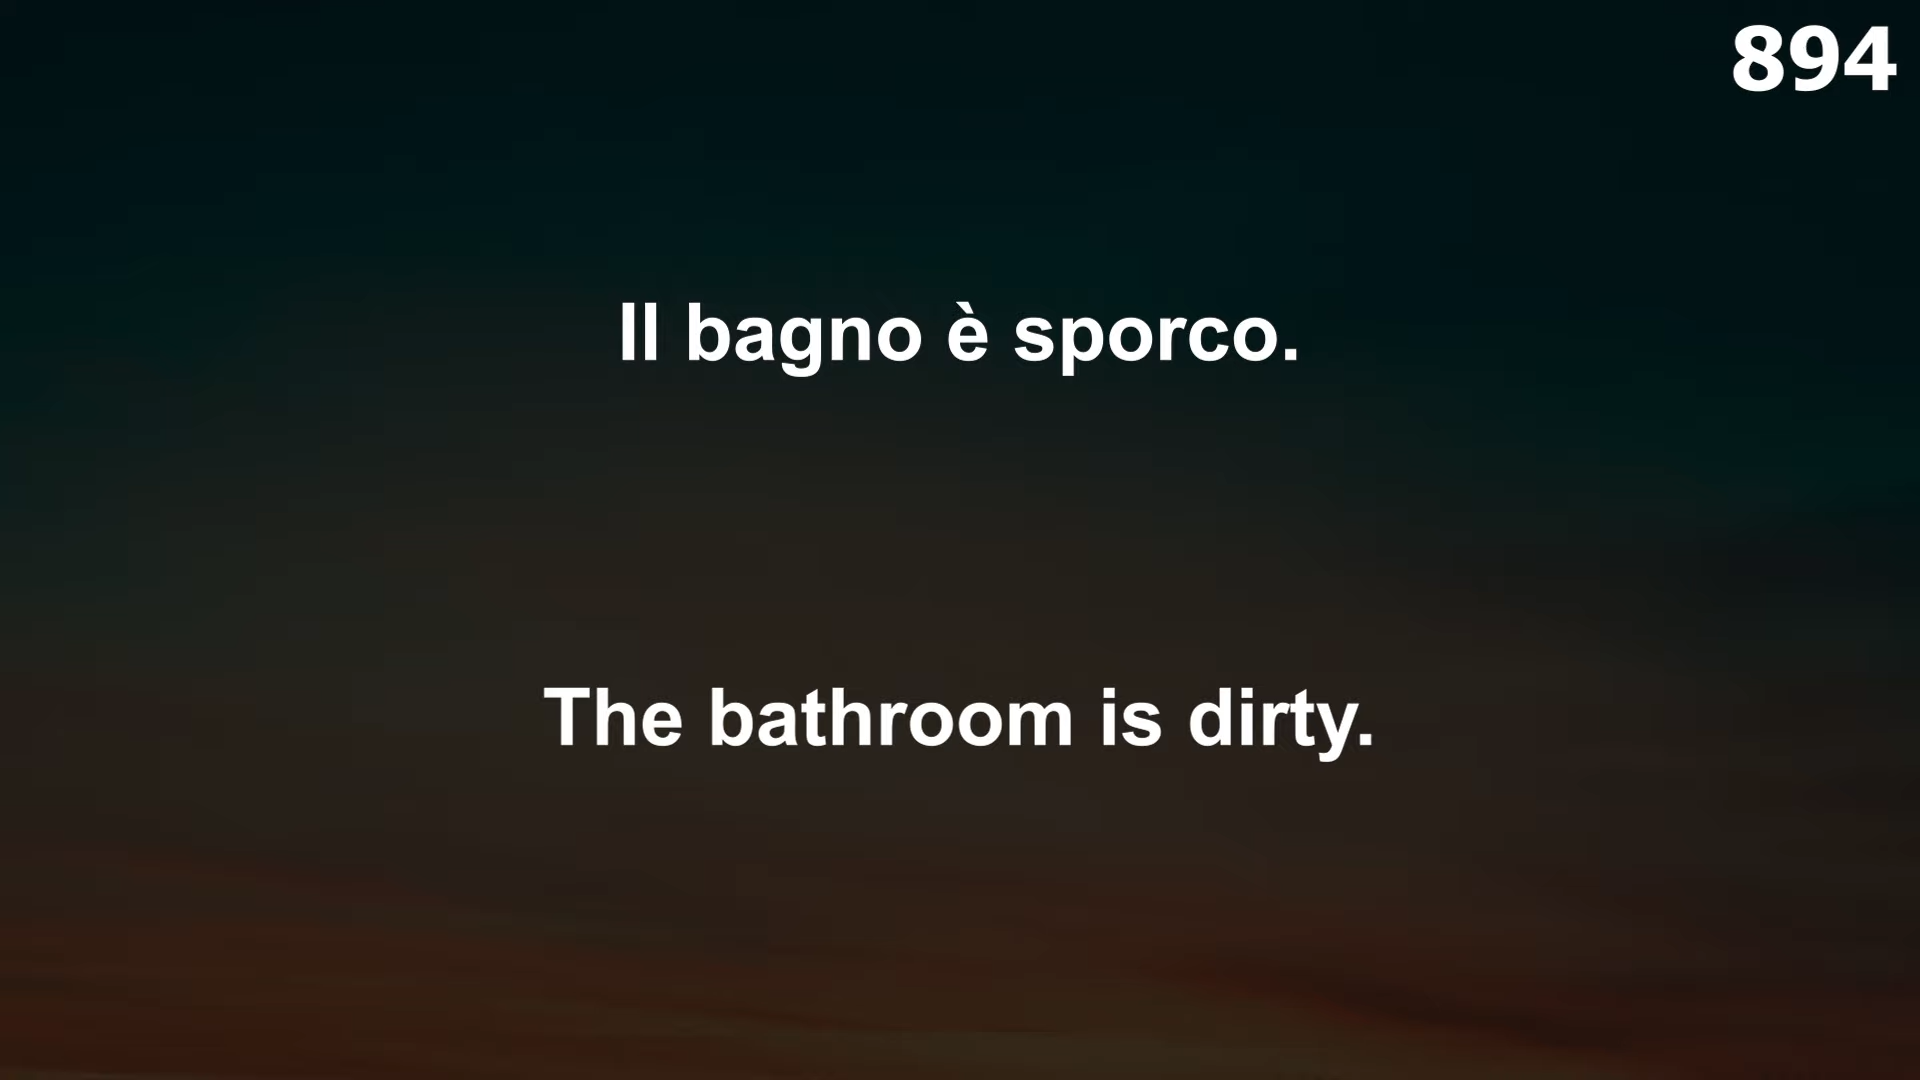 894
Il bagno è sporco.
The bathroom is dirty.